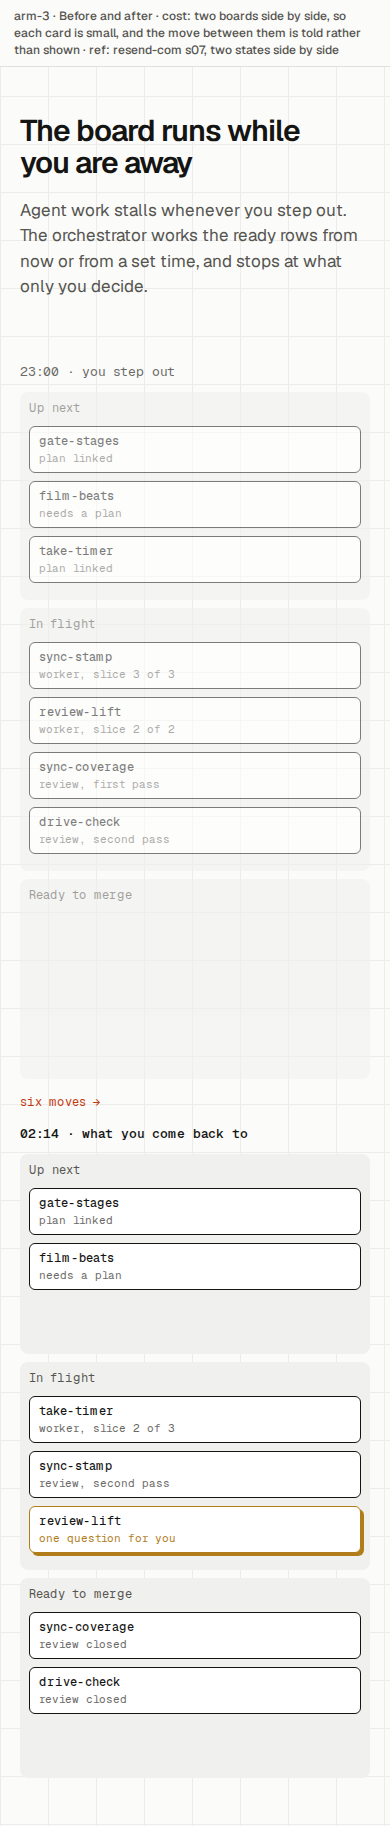 arm-3 · Before and after · cost: two boards side by side, so
each card is small, and the move between them is told rather
than shown · ref: resend-com s07, two states side by side
The board runs while
you are away
Agent work stalls whenever you step out.
The orchestrator works the ready rows from
now or from a set time, and stops at what
only you decide.
23:00 · you step out
Up next
gate-stages
plan linked
film-beats
needs a plan
take-timer
plan linked
In flight
sync-stamp
worker, slice 3 of 3
review-lift
worker, slice 2 of 2
sync-coverage
review, first pass
drive-check
review, second pass
Ready to merge
six moves →
02:14 · what you come back to
Up next
gate-stages
plan linked
film-beats
needs a plan
In flight
take-timer
worker, slice 2 of 3
sync-stamp
review, second pass
review-lift
one question for you
Ready to merge
sync-coverage
review closed
drive-check
review closed